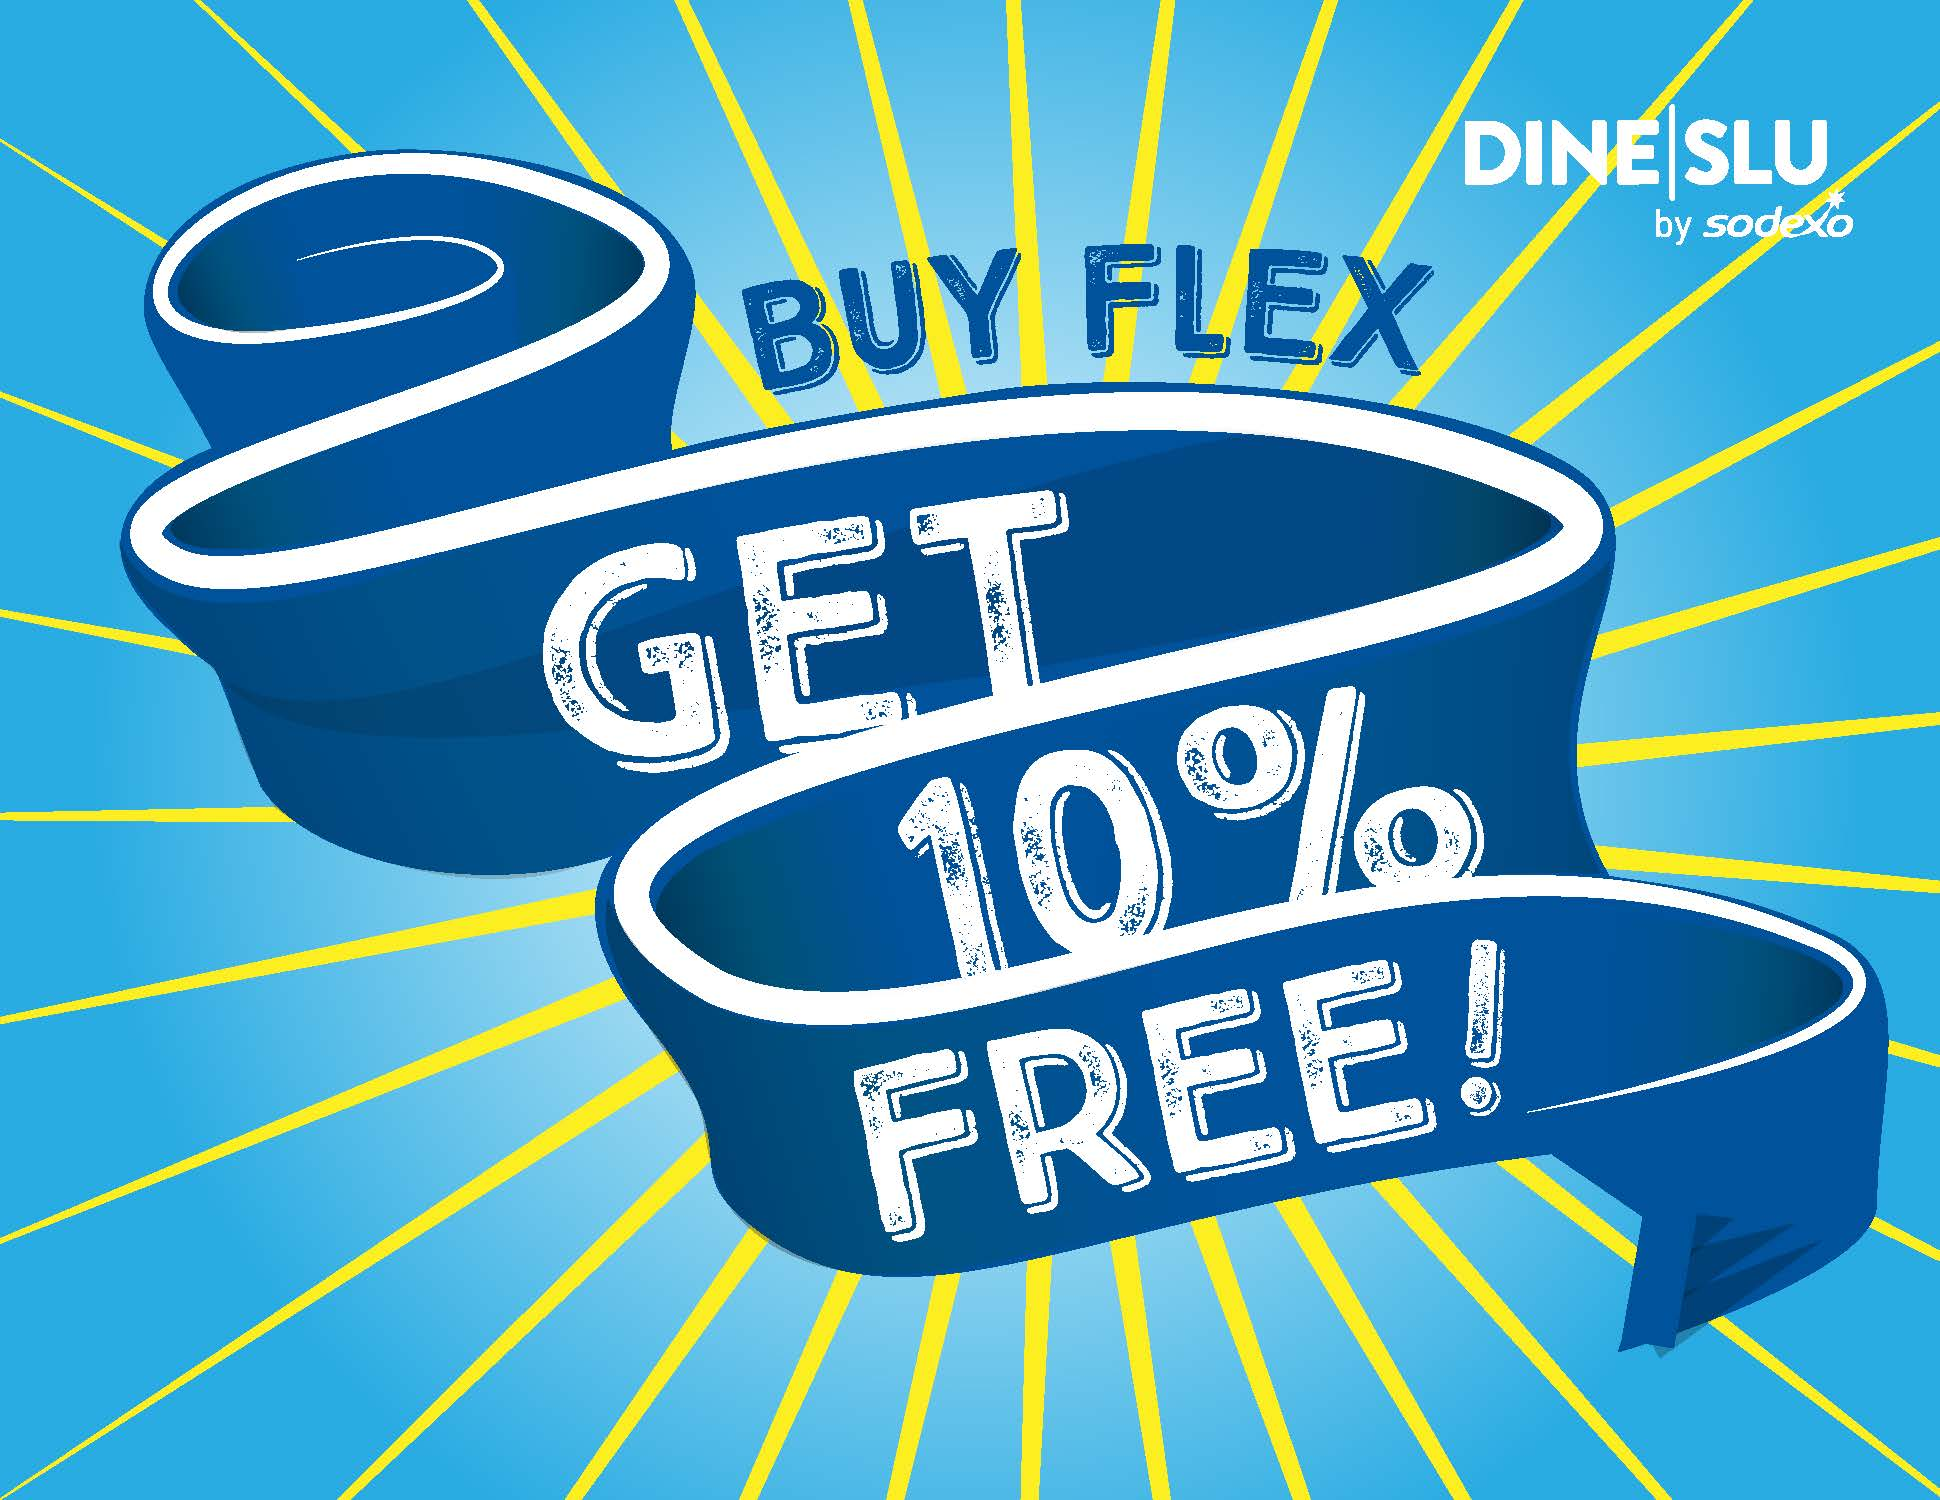 DINE|SLU
by sodexo
BUY FLEX
GET
10%
FREE!